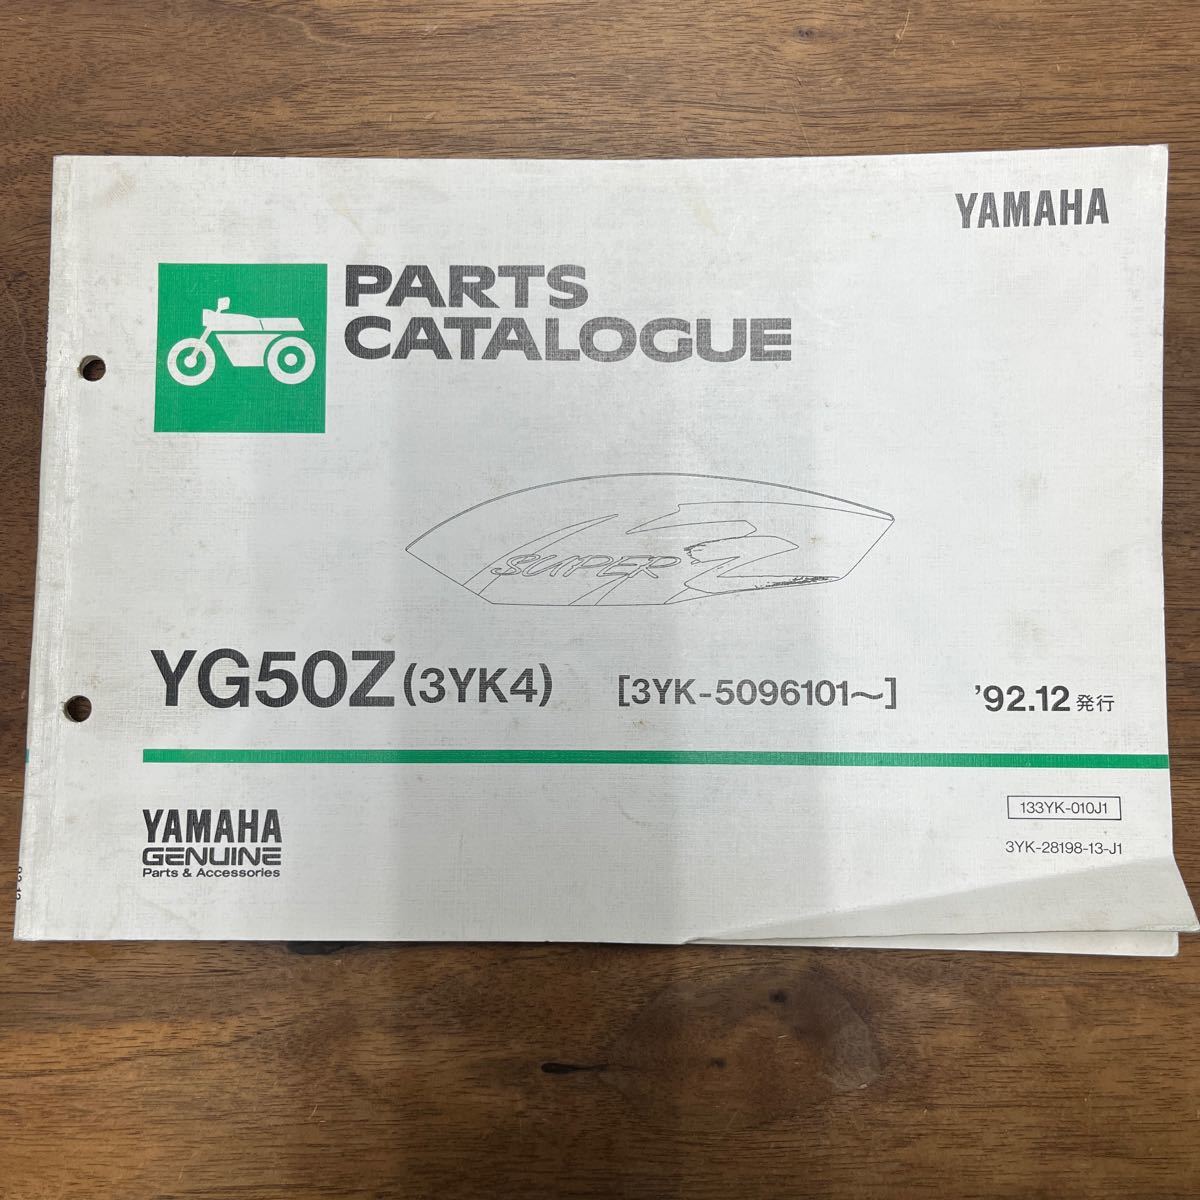 YAMAHA
PARTS
CATALOGUE
SUPER Z
YG50Z (3YK4) [3YK-5096101～] '92.12 発行
133YK-010J1
3YK-28198-13-J1
YAMAHA
GENUINE
Parts & Accessories